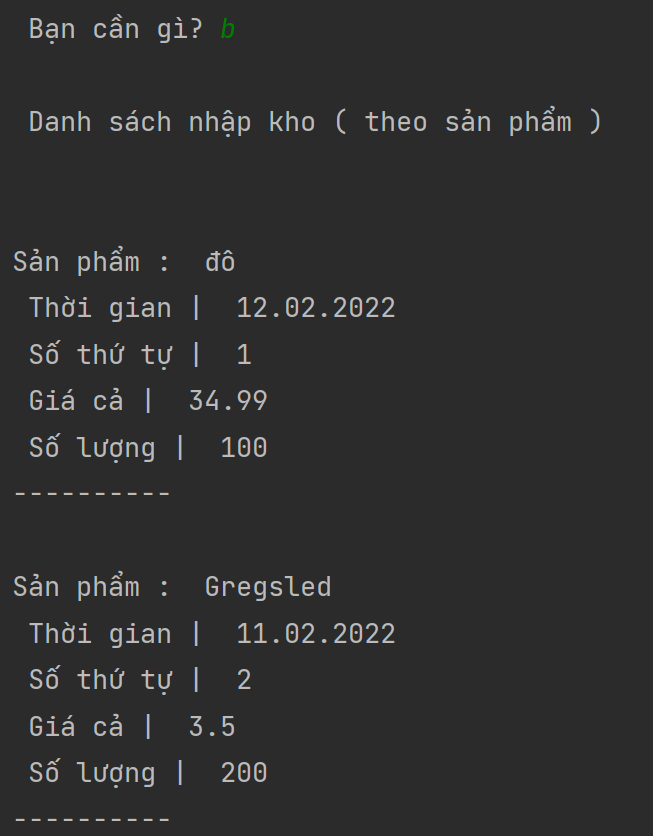 Bạn cần gì? b
Danh sách nhập kho ( theo sản phẩm )
Sản phẩm :  đô
Thời gian |  12.02.2022
Số thứ tự |  1
Giá cả |  34.99
Số lượng |  100
----------
Sản phẩm :  Gregsled
Thời gian |  11.02.2022
Số thứ tự |  2
Giá cả |  3.5
Số lượng |  200
----------